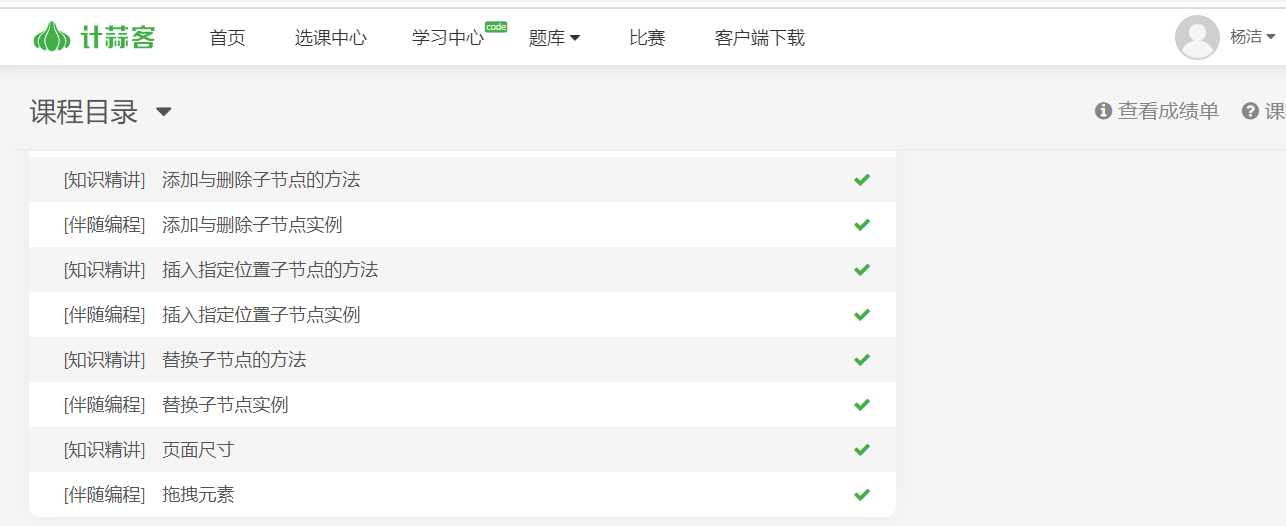 计蒜客 首页 选课中心 学习中心 code 题库 比赛 客户端下载 杨洁
课程目录 查看成绩单 课
[知识精讲] 添加与删除子节点的方法
[伴随编程] 添加与删除子节点实例
[知识精讲] 插入指定位置子节点的方法
[伴随编程] 插入指定位置子节点实例
[知识精讲] 替换子节点的方法
[伴随编程] 替换子节点实例
[知识精讲] 页面尺寸
[伴随编程] 拖拽元素